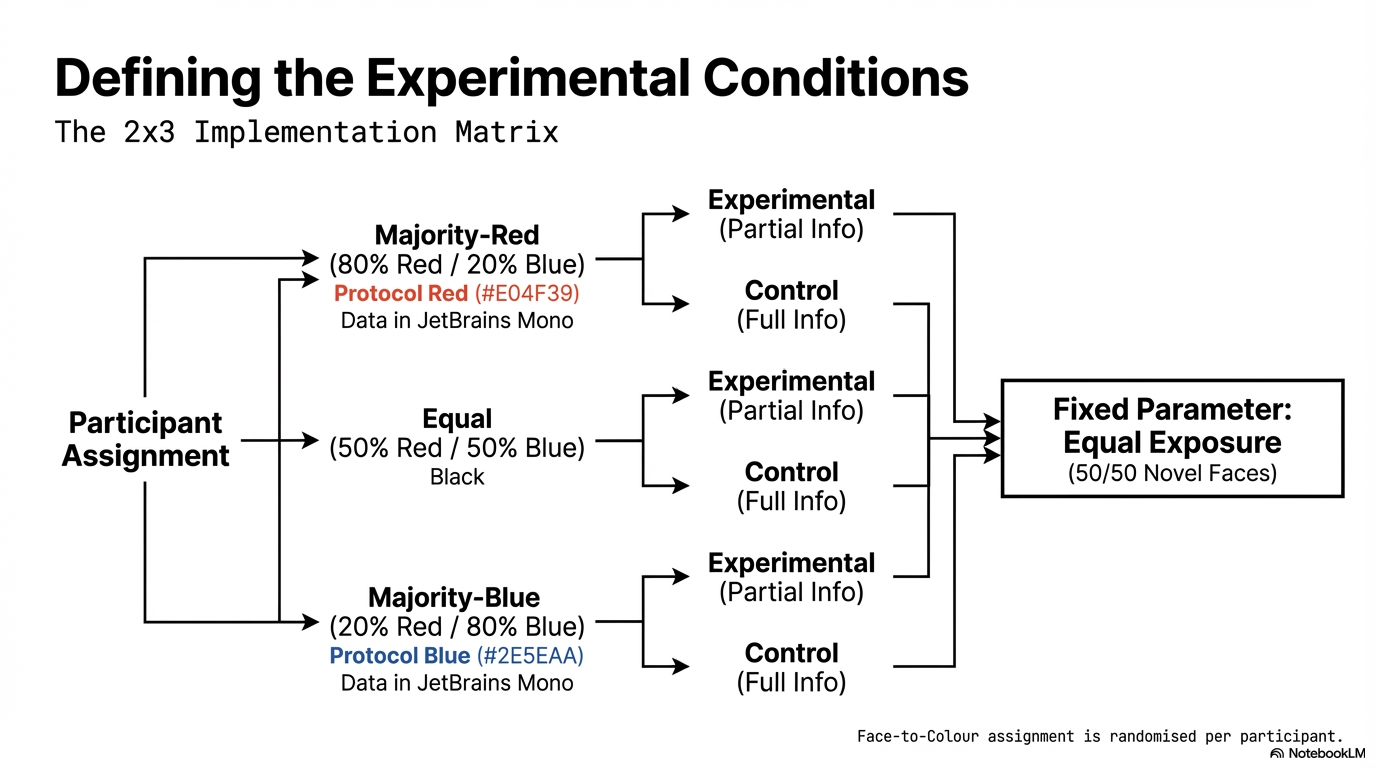 Defining the Experimental Conditions
The 2x3 Implementation Matrix
Participant
Assignment
Majority-Red
(80% Red / 20% Blue)
Protocol Red (#E04F39)
Data in JetBrains Mono
Experimental
(Partial Info)
Control
(Full Info)
Equal
(50% Red / 50% Blue)
Black
Experimental
(Partial Info)
Control
(Full Info)
Majority-Blue
(20% Red / 80% Blue)
Protocol Blue (#2E5EAA)
Data in JetBrains Mono
Experimental
(Partial Info)
Control
(Full Info)
Fixed Parameter:
Equal Exposure
(50/50 Novel Faces)
Face-to-Colour assignment is randomised per participant.
NotebookLM